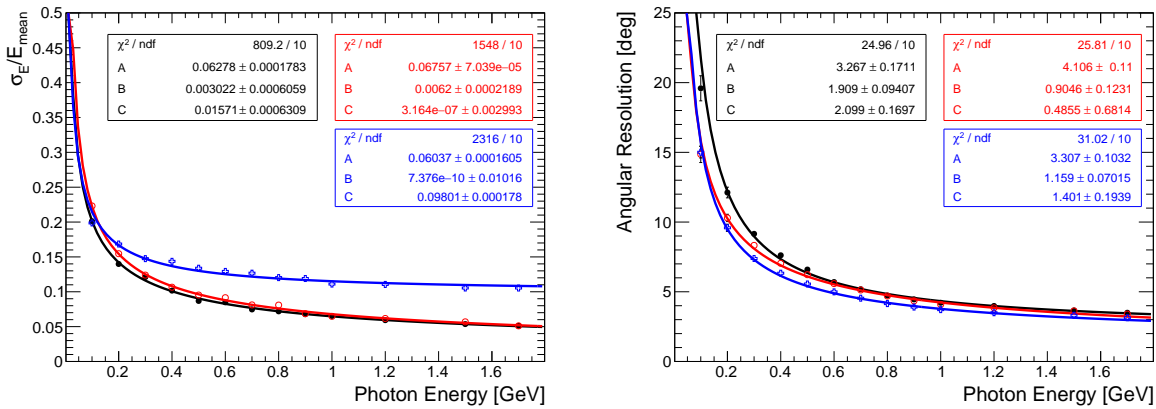 σE/Emean
0.5
0.45
0.4
0.35
0.3
0.25
0.2
0.15
0.1
0.05
0
χ² / ndf 809.2 / 10
A 0.06278 ± 0.0001783
B 0.003022 ± 0.0006059
C 0.01571 ± 0.0006309
χ² / ndf 1548 / 10
A 0.06757 ± 7.039e−05
B 0.0062 ± 0.0002189
C 3.164e−07 ± 0.002993
χ² / ndf 2316 / 10
A 0.06037 ± 0.0001605
B 7.376e−10 ± 0.01016
C 0.09801 ± 0.000178
0.2 0.4 0.6 0.8 1 1.2 1.4 1.6
Photon Energy [GeV]
Angular Resolution [deg]
25
20
15
10
5
0
χ² / ndf 24.96 / 10
A 3.267 ± 0.1711
B 1.909 ± 0.09407
C 2.099 ± 0.1697
χ² / ndf 25.81 / 10
A 4.106 ± 0.11
B 0.9046 ± 0.1231
C 0.4855 ± 0.6814
χ² / ndf 31.02 / 10
A 3.307 ± 0.1032
B 1.159 ± 0.07015
C 1.401 ± 0.1939
0.2 0.4 0.6 0.8 1 1.2 1.4 1.6
Photon Energy [GeV]